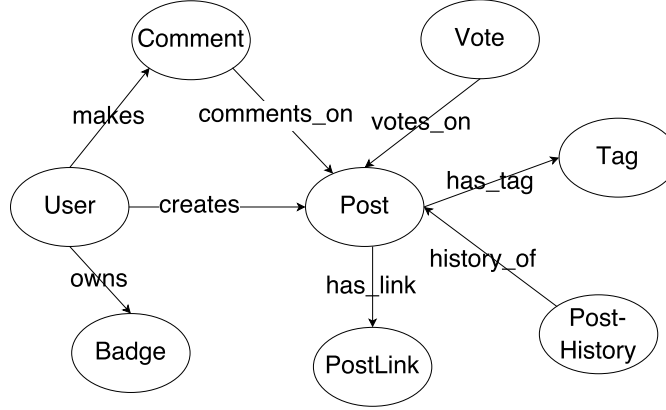 Comment
Vote
makes
comments_on
votes_on
Tag
has_tag
User
creates
Post
history_of
owns
has_link
Post-
History
Badge
PostLink